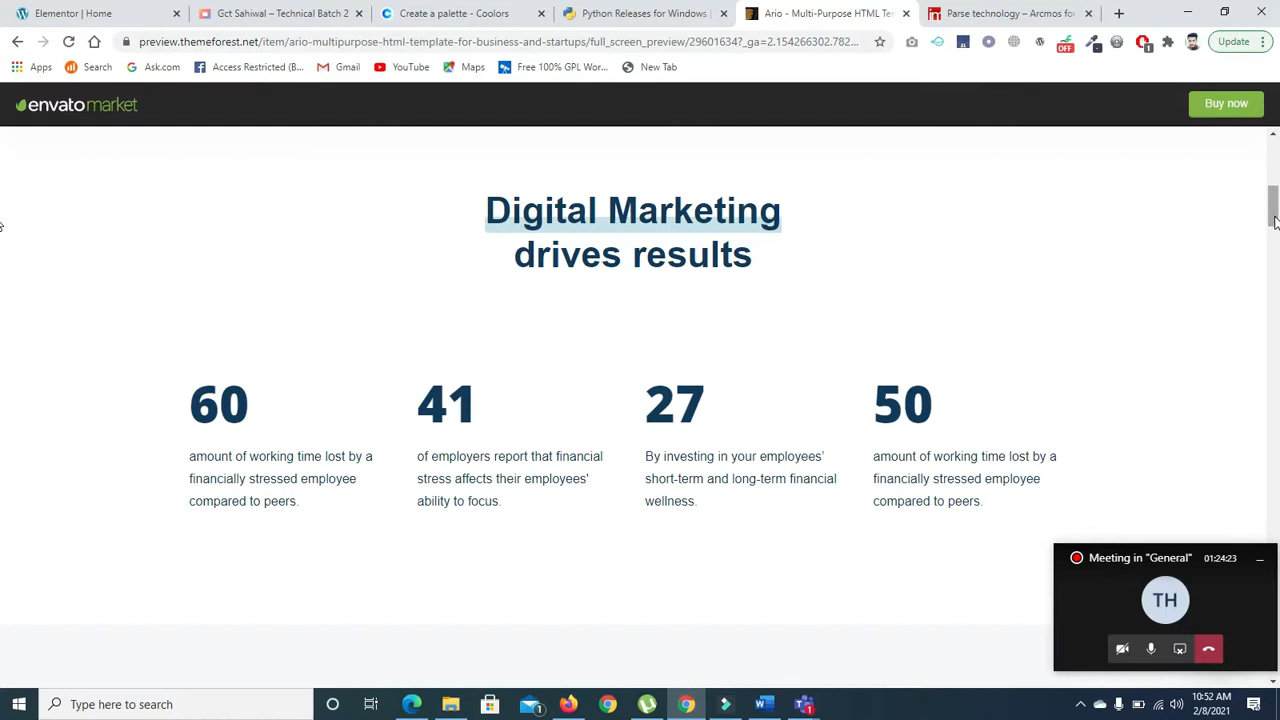 Elementor | Home
Gct Sahiwal – Technical Batch 2
Create a palette - Coolors
Python Releases for Windows |
Ario - Multi-Purpose HTML Te
Parse technology – Arcmos for
preview.themeforest.net/item/ario-multipurpose-html-template-for-business-and-startups/full_screen_preview/29601634?_ga=2.154266302.782...
OFF
1
Update
Apps
Search
Ask.com
Access Restricted (B...
Gmail
YouTube
Maps
Free 100% GPL Wor...
New Tab
envatomarket
Buy now
Digital Marketing
drives results
60
41
27
50
amount of working time lost by a
financially stressed employee
compared to peers.
of employers report that financial
stress affects their employees'
ability to focus.
By investing in your employees'
short-term and long-term financial
wellness.
amount of working time lost by a
financially stressed employee
compared to peers.
Meeting in "General"
01:24:23
TH
Type here to search
10:52 AM
2/8/2021